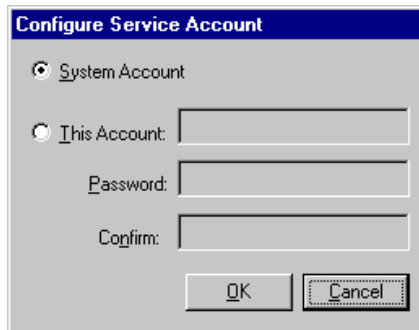 Configure Service Account
System Account
This Account:
Password:
Confirm:
OK Cancel